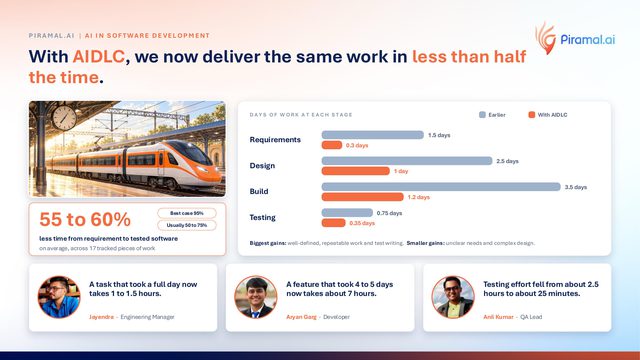 PIRAMAL.AI | AI IN SOFTWARE DEVELOPMENT
With AIDLC, we now deliver the same work in less than half
the time.
Piramal.ai
DAYS OF WORK AT EACH STAGE
Earlier
With AIDLC
Requirements
1.5 days
0.3 days
Design
2.5 days
1 day
Build
3.5 days
1.2 days
Testing
0.75 days
0.35 days
Biggest gains: well-defined, repeatable work and test writing. Smaller gains: unclear needs and complex design.
55 to 60%
Best case 95%
Usually 50 to 75%
less time from requirement to tested software
on average, across 17 tracked pieces of work
A task that took a full day now
takes 1 to 1.5 hours.
Jayendra - Engineering Manager
A feature that took 4 to 5 days
now takes about 7 hours.
Aryan Garg - Developer
Testing effort fell from about 2.5
hours to about 25 minutes.
Anil Kumar - QA Lead